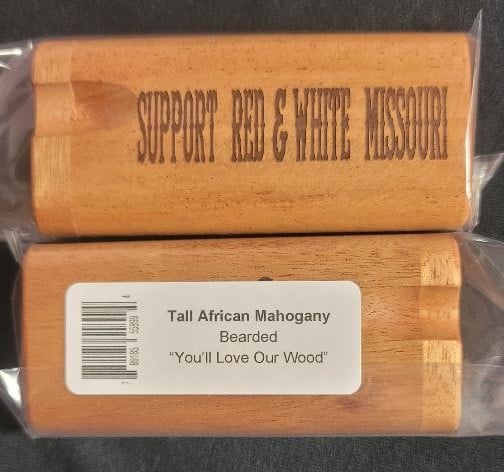 SUPPORT RED & WHITE MISSOURI
Tall African Mahogany
Bearded
"You'll Love Our Wood"